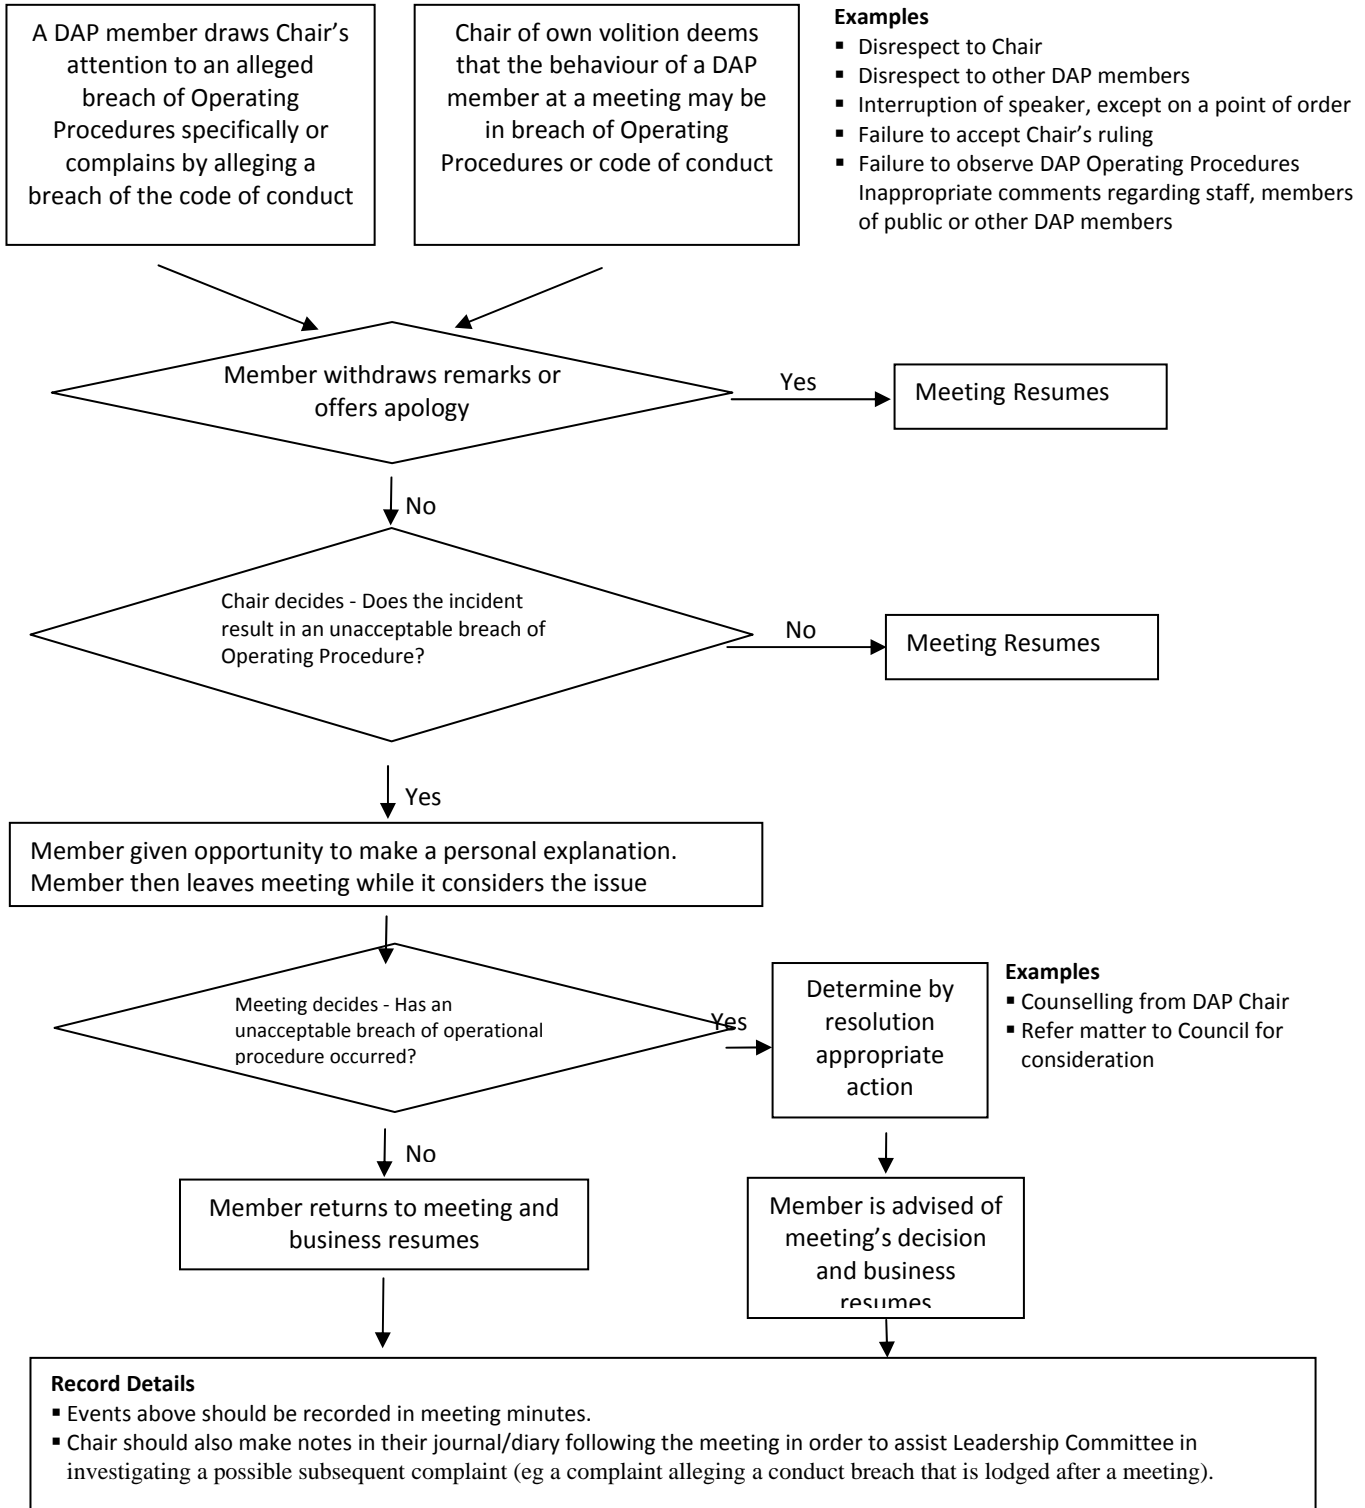 A DAP member draws Chair's
attention to an alleged
breach of Operating
Procedures specifically or
complains by alleging a
breach of the code of conduct
Chair of own volition deems
that the behaviour of a DAP
member at a meeting may be
in breach of Operating
Procedures or code of conduct
Examples
▪ Disrespect to Chair
▪ Disrespect to other DAP members
▪ Interruption of speaker, except on a point of order
▪ Failure to accept Chair's ruling
▪ Failure to observe DAP Operating Procedures
Inappropriate comments regarding staff, members
of public or other DAP members
Member withdraws remarks or
offers apology
Yes
Meeting Resumes
No
Chair decides - Does the incident
result in an unacceptable breach of
Operating Procedure?
No
Meeting Resumes
Yes
Member given opportunity to make a personal explanation.
Member then leaves meeting while it considers the issue
Meeting decides - Has an
unacceptable breach of operational
procedure occurred?
Yes
Determine by
resolution
appropriate
action
Examples
▪ Counselling from DAP Chair
▪ Refer matter to Council for
consideration
No
Member returns to meeting and
business resumes
Member is advised of
meeting's decision
and business
resumes
Record Details
▪ Events above should be recorded in meeting minutes.
▪ Chair should also make notes in their journal/diary following the meeting in order to assist Leadership Committee in
investigating a possible subsequent complaint (eg a complaint alleging a conduct breach that is lodged after a meeting).